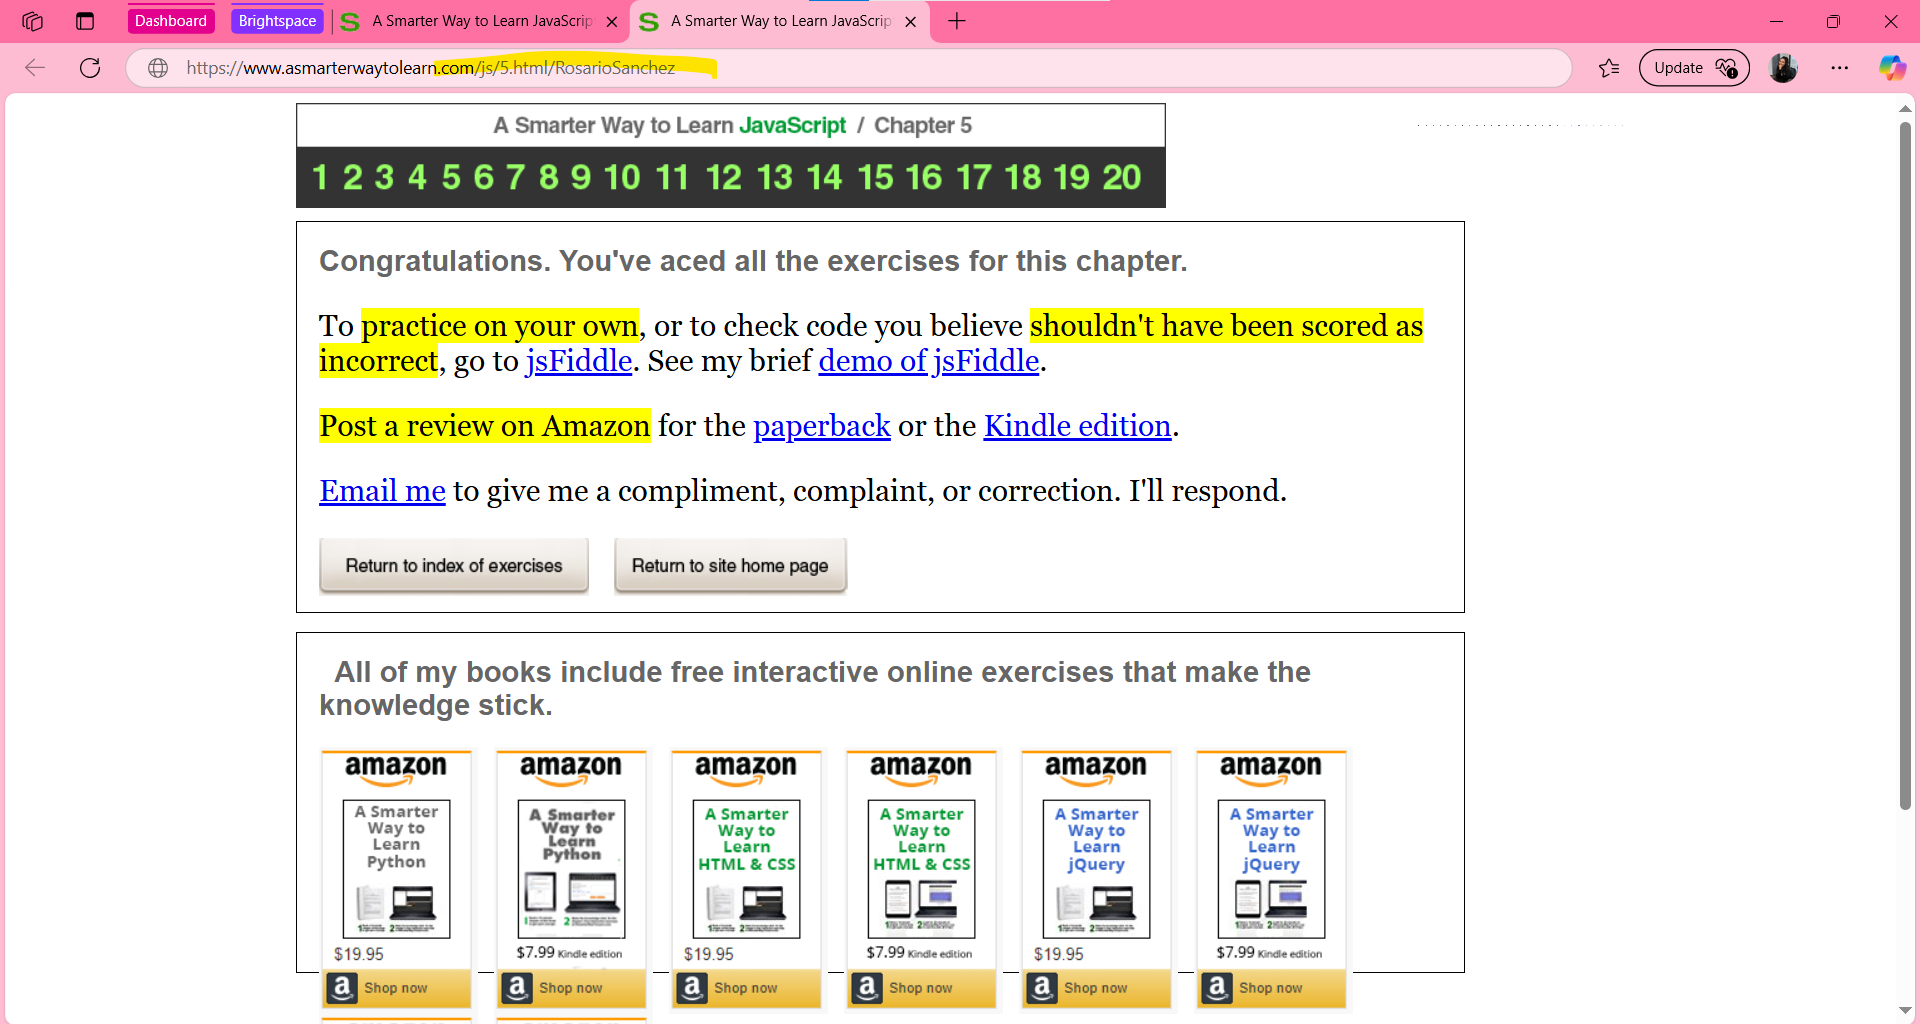 Dashboard
Brightspace
A Smarter Way to Learn JavaScrip
A Smarter Way to Learn JavaScrip
https://www.asmarterwaytolearn.com/js/5.html/RosarioSanchez
Update
A Smarter Way to Learn JavaScript / Chapter 5
1 2 3 4 5 6 7 8 9 10 11 12 13 14 15 16 17 18 19 20
Congratulations. You've aced all the exercises for this chapter.
To practice on your own, or to check code you believe shouldn't have been scored as
incorrect, go to jsFiddle. See my brief demo of jsFiddle.
Post a review on Amazon for the paperback or the Kindle edition.
Email me to give me a compliment, complaint, or correction. I'll respond.
Return to index of exercises
Return to site home page
All of my books include free interactive online exercises that make the
knowledge stick.
amazon amazon amazon amazon amazon amazon
A Smarter Way to Learn Python
A Smarter Way to Learn Python
A Smarter Way to Learn HTML & CSS
A Smarter Way to Learn HTML & CSS
A Smarter Way to Learn jQuery
A Smarter Way to Learn jQuery
$19.95 $7.99 Kindle edition $19.95 $7.99 Kindle edition $19.95 $7.99 Kindle edition
a Shop now a Shop now a Shop now a Shop now a Shop now a Shop now